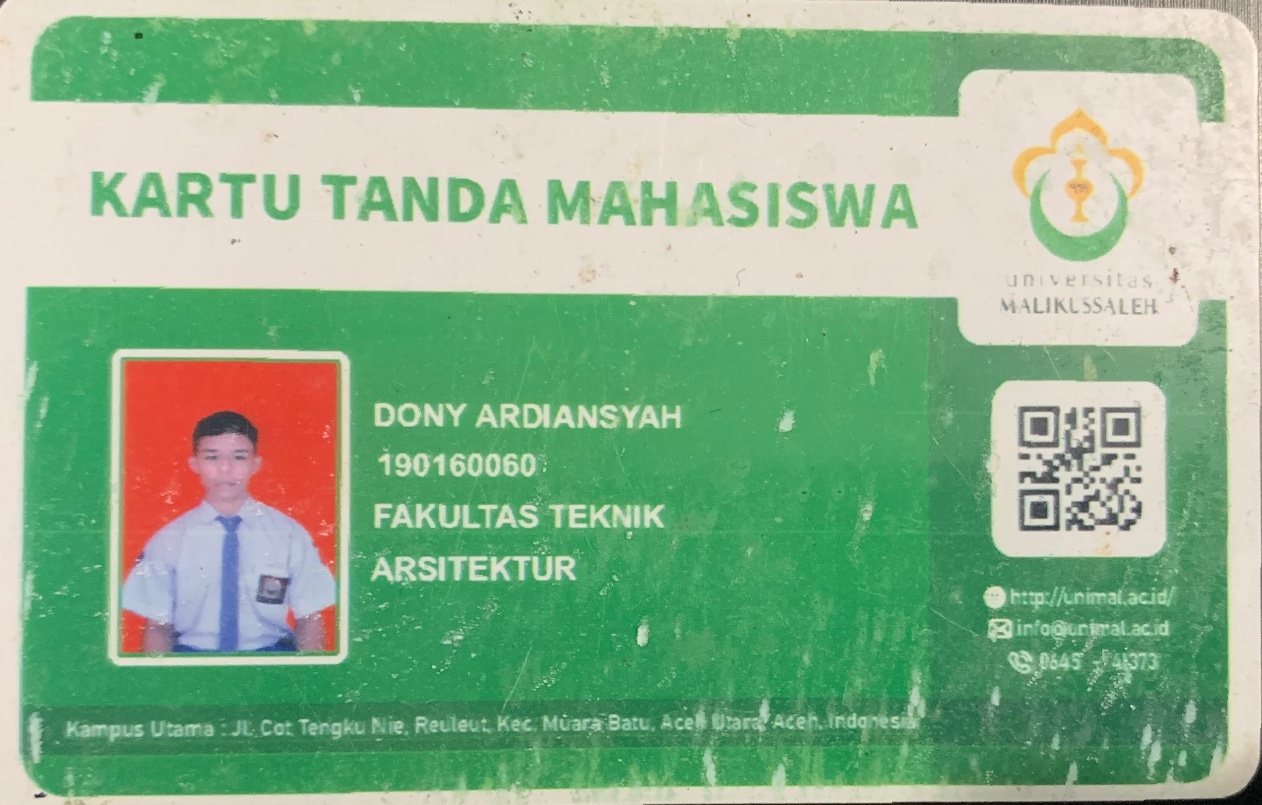 KARTU TANDA MAHASISWA
universitas
MALIKUSSALEH
DONY ARDIANSYAH
190160060
FAKULTAS TEKNIK
ARSITEKTUR
http://unimal.ac.id/
info@unimal.ac.id
0645 -
Kampus Utama : Jl. Cot Tengku Nie, Reuleut, Kec. Muara Batu, Aceh Utara, Aceh, Indonesia